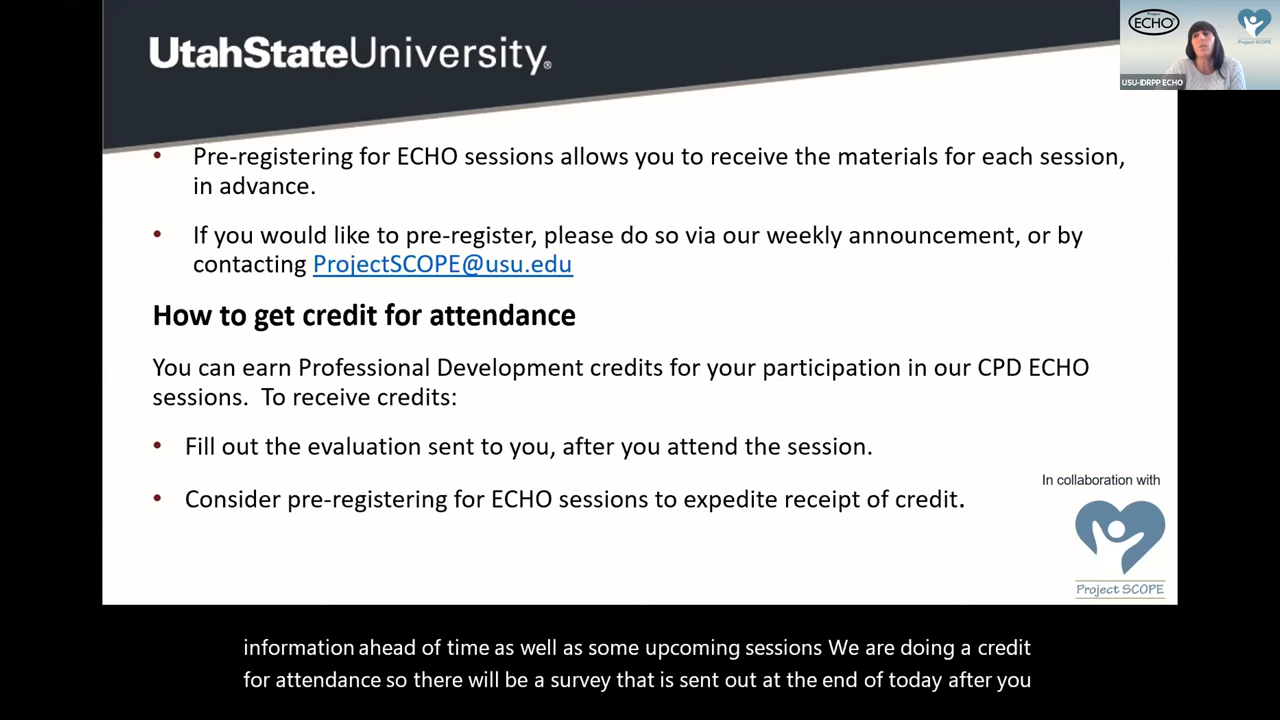 UtahStateUniversity®
Project
ECHO®
Project SCOPE
USU-IDRPP ECHO
• Pre-registering for ECHO sessions allows you to receive the materials for each session,
in advance.
• If you would like to pre-register, please do so via our weekly announcement, or by
contacting ProjectSCOPE@usu.edu
How to get credit for attendance
You can earn Professional Development credits for your participation in our CPD ECHO
sessions. To receive credits:
• Fill out the evaluation sent to you, after you attend the session.
• Consider pre-registering for ECHO sessions to expedite receipt of credit.
In collaboration with
Project SCOPE
information ahead of time as well as some upcoming sessions We are doing a credit
for attendance so there will be a survey that is sent out at the end of today after you